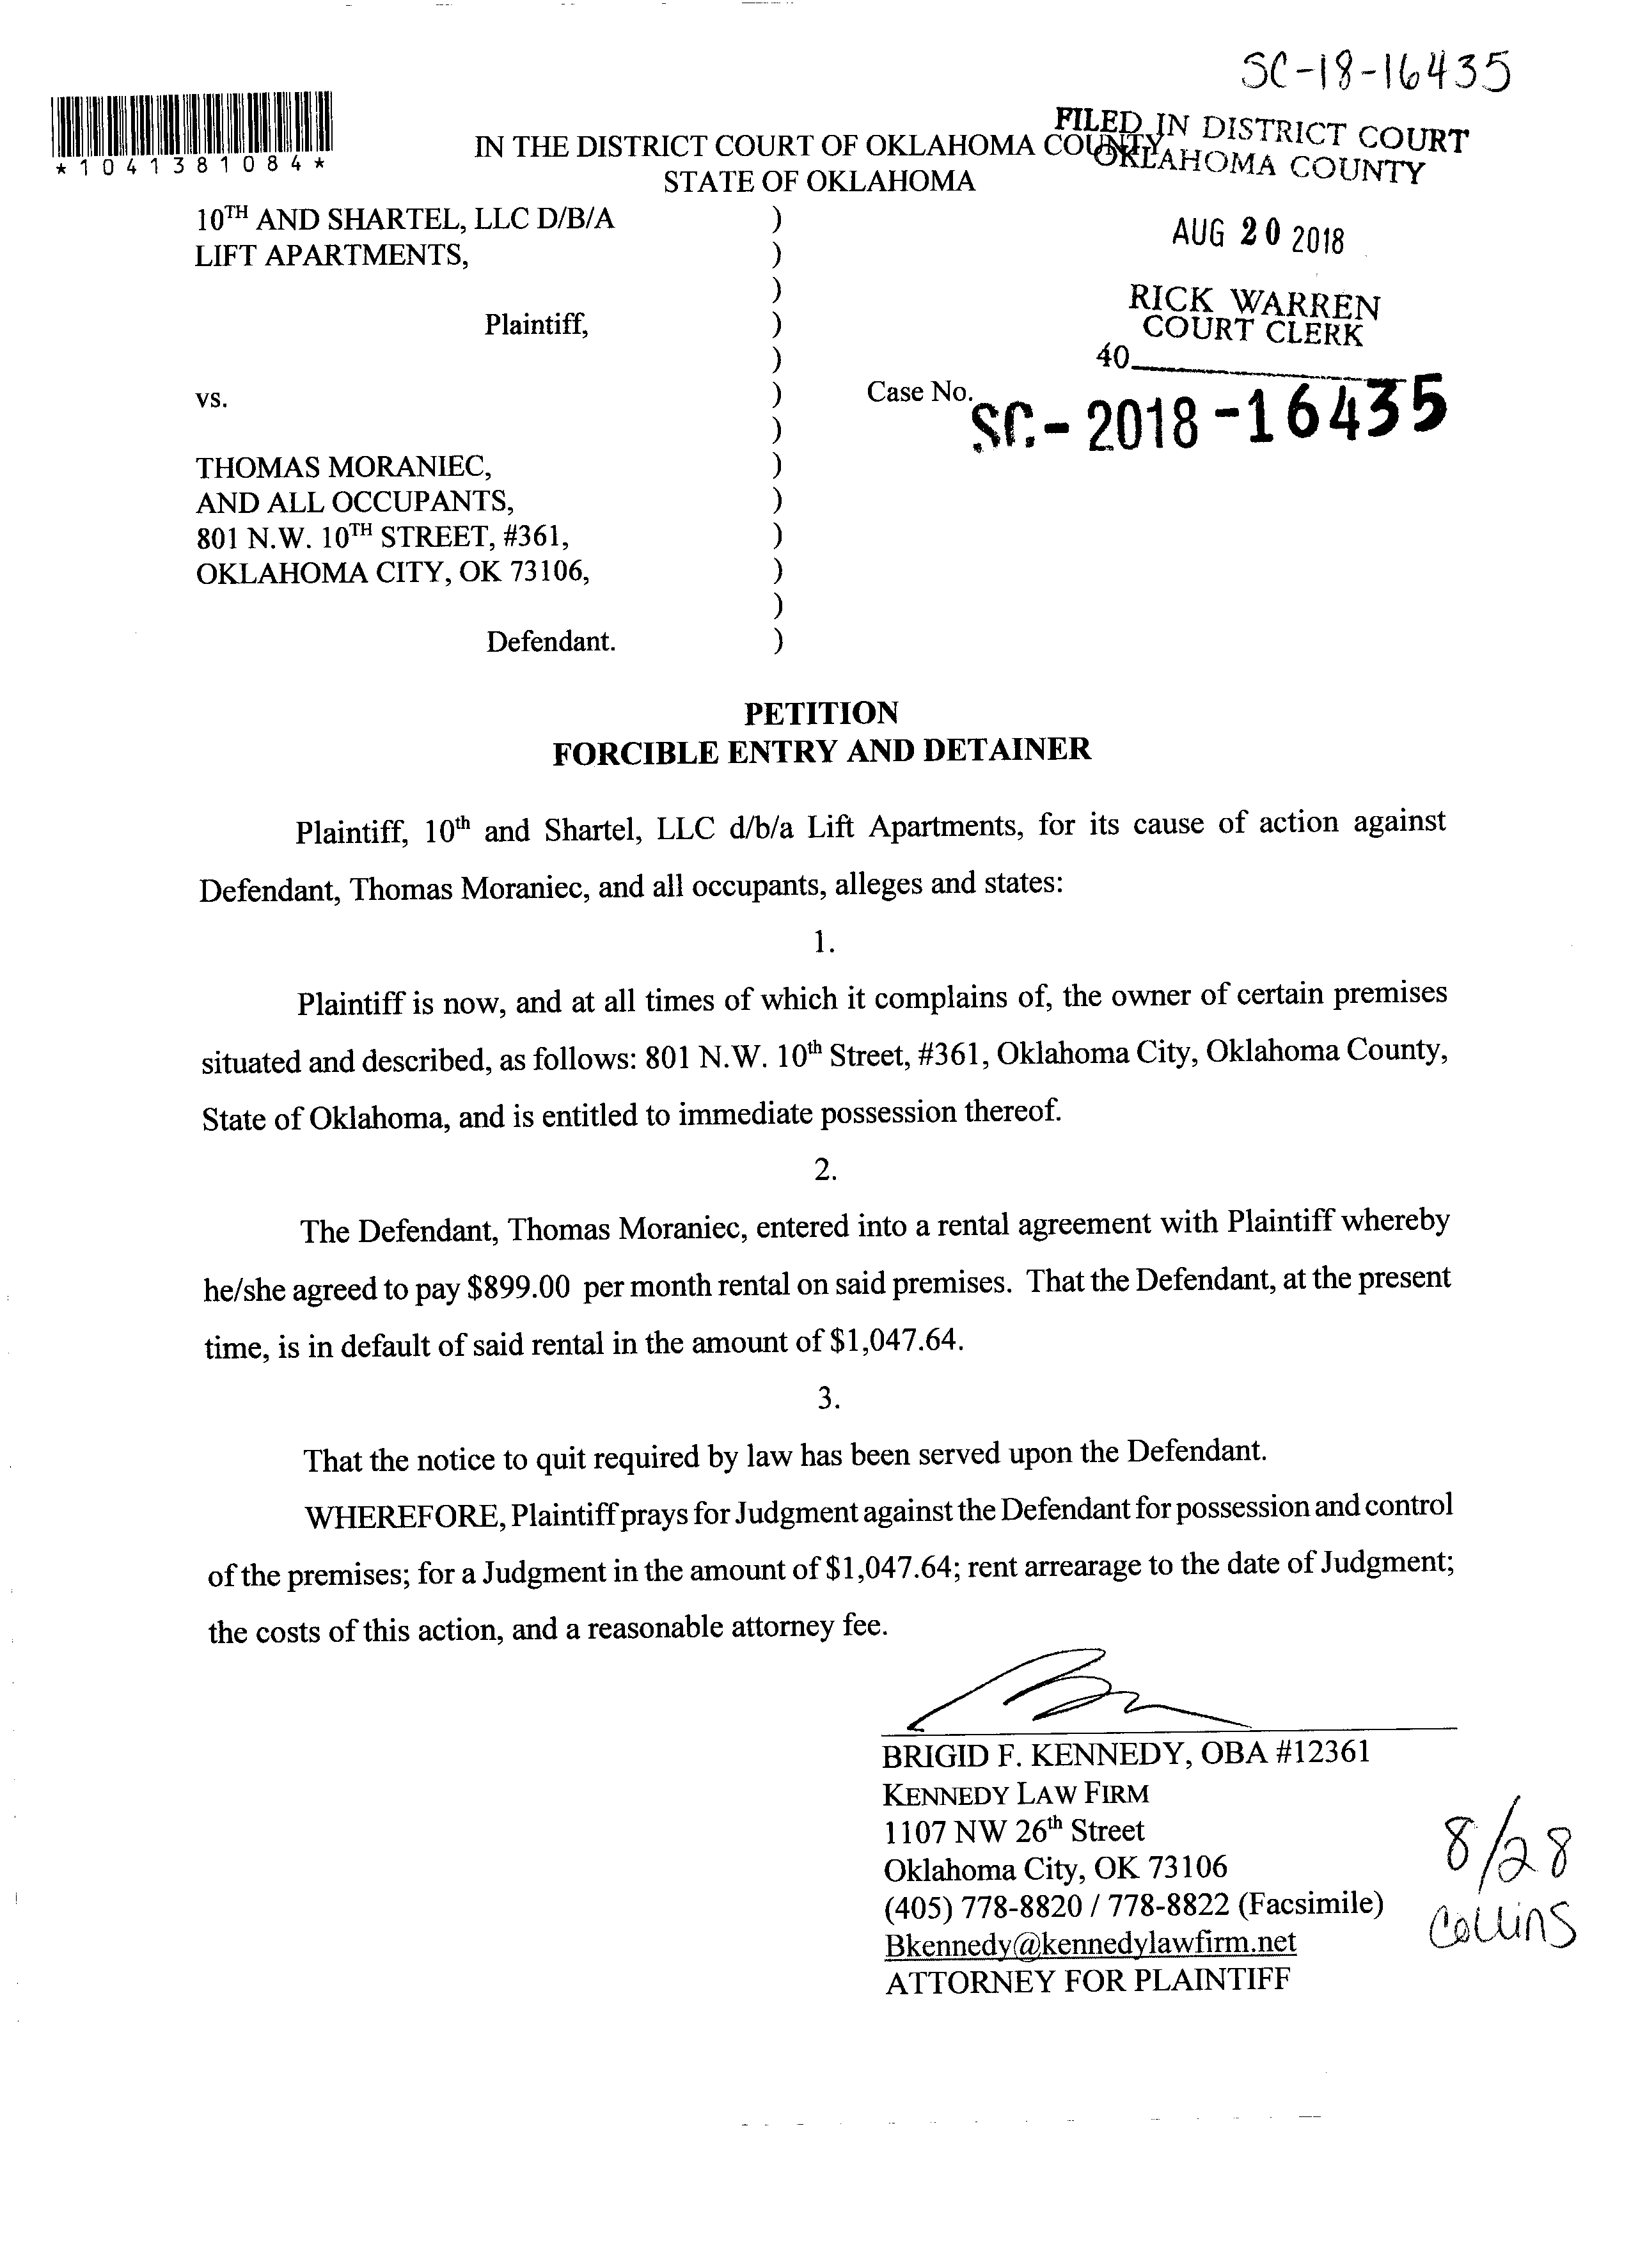 SC-18-16435
*1041381084*
IN THE DISTRICT COURT OF OKLAHOMA COUNTY
STATE OF OKLAHOMA
FILED IN DISTRICT COURT
OKLAHOMA COUNTY
AUG 20 2018
RICK WARREN
COURT CLERK
40
10TH AND SHARTEL, LLC D/B/A )
LIFT APARTMENTS, )
)
Plaintiff, )
)
vs. )
Case No. SC-2018-16435
)
THOMAS MORANIEC, )
AND ALL OCCUPANTS, )
801 N.W. 10TH STREET, #361, )
OKLAHOMA CITY, OK 73106, )
)
Defendant. )
PETITION
FORCIBLE ENTRY AND DETAINER
Plaintiff, 10th and Shartel, LLC d/b/a Lift Apartments, for its cause of action against
Defendant, Thomas Moraniec, and all occupants, alleges and states:
1.
Plaintiff is now, and at all times of which it complains of, the owner of certain premises
situated and described, as follows: 801 N.W. 10th Street, #361, Oklahoma City, Oklahoma County,
State of Oklahoma, and is entitled to immediate possession thereof.
2.
The Defendant, Thomas Moraniec, entered into a rental agreement with Plaintiff whereby
he/she agreed to pay $899.00 per month rental on said premises. That the Defendant, at the present
time, is in default of said rental in the amount of $1,047.64.
3.
That the notice to quit required by law has been served upon the Defendant.
WHEREFORE, Plaintiff prays for Judgment against the Defendant for possession and control
of the premises; for a Judgment in the amount of $1,047.64; rent arrearage to the date of Judgment;
the costs of this action, and a reasonable attorney fee.
BRIGID F. KENNEDY, OBA #12361
KENNEDY LAW FIRM
1107 NW 26th Street
Oklahoma City, OK 73106
(405) 778-8820 / 778-8822 (Facsimile)
Bkennedy@kennedylawfirm.net
ATTORNEY FOR PLAINTIFF
8/28
Collins